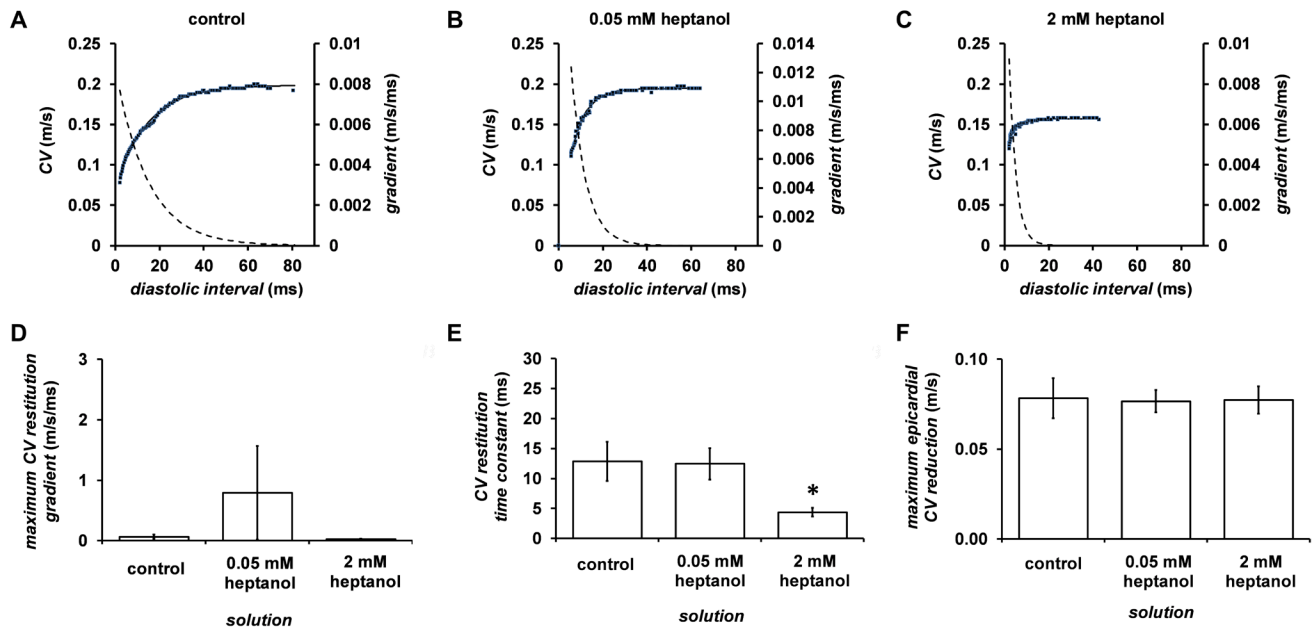 A
control
0.25
0.2
0.15
0.1
0.05
0
CV (m/s)
0.01
0.008
0.006
0.004
0.002
0
gradient (m/s/ms)
0 20 40 60 80
diastolic interval (ms)
B
0.05 mM heptanol
0.25
0.2
0.15
0.1
0.05
0
CV (m/s)
0.014
0.012
0.01
0.008
0.006
0.004
0.002
0
gradient (m/s/ms)
0 20 40 60 80
diastolic interval (ms)
C
2 mM heptanol
0.25
0.2
0.15
0.1
0.05
0
CV (m/s)
0.01
0.008
0.006
0.004
0.002
0
gradient (m/s/ms)
0 20 40 60 80
diastolic interval (ms)
D
maximum CV restitution
gradient (m/s/ms)
3
2
1
0
control
0.05 mM
heptanol
2 mM
heptanol
solution
E
CV restitution
time constant (ms)
30
25
20
15
10
5
0
*
control
0.05 mM
heptanol
2 mM
heptanol
solution
F
maximum epicardial
CV reduction (m/s)
0.10
0.05
0.00
control
0.05 mM
heptanol
2 mM
heptanol
solution